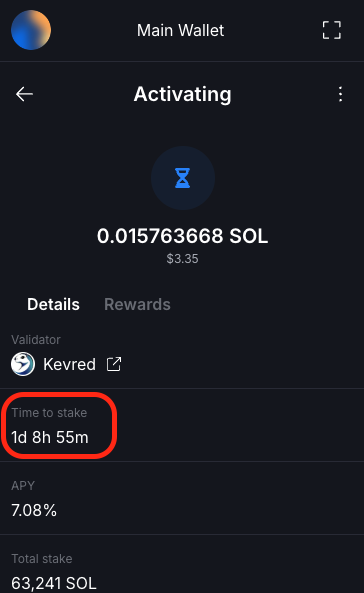 Main Wallet
Activating
0.015763668 SOL
$3.35
Details Rewards
Validator
Kevred
Time to stake
1d 8h 55m
APY
7.08%
Total stake
63,241 SOL